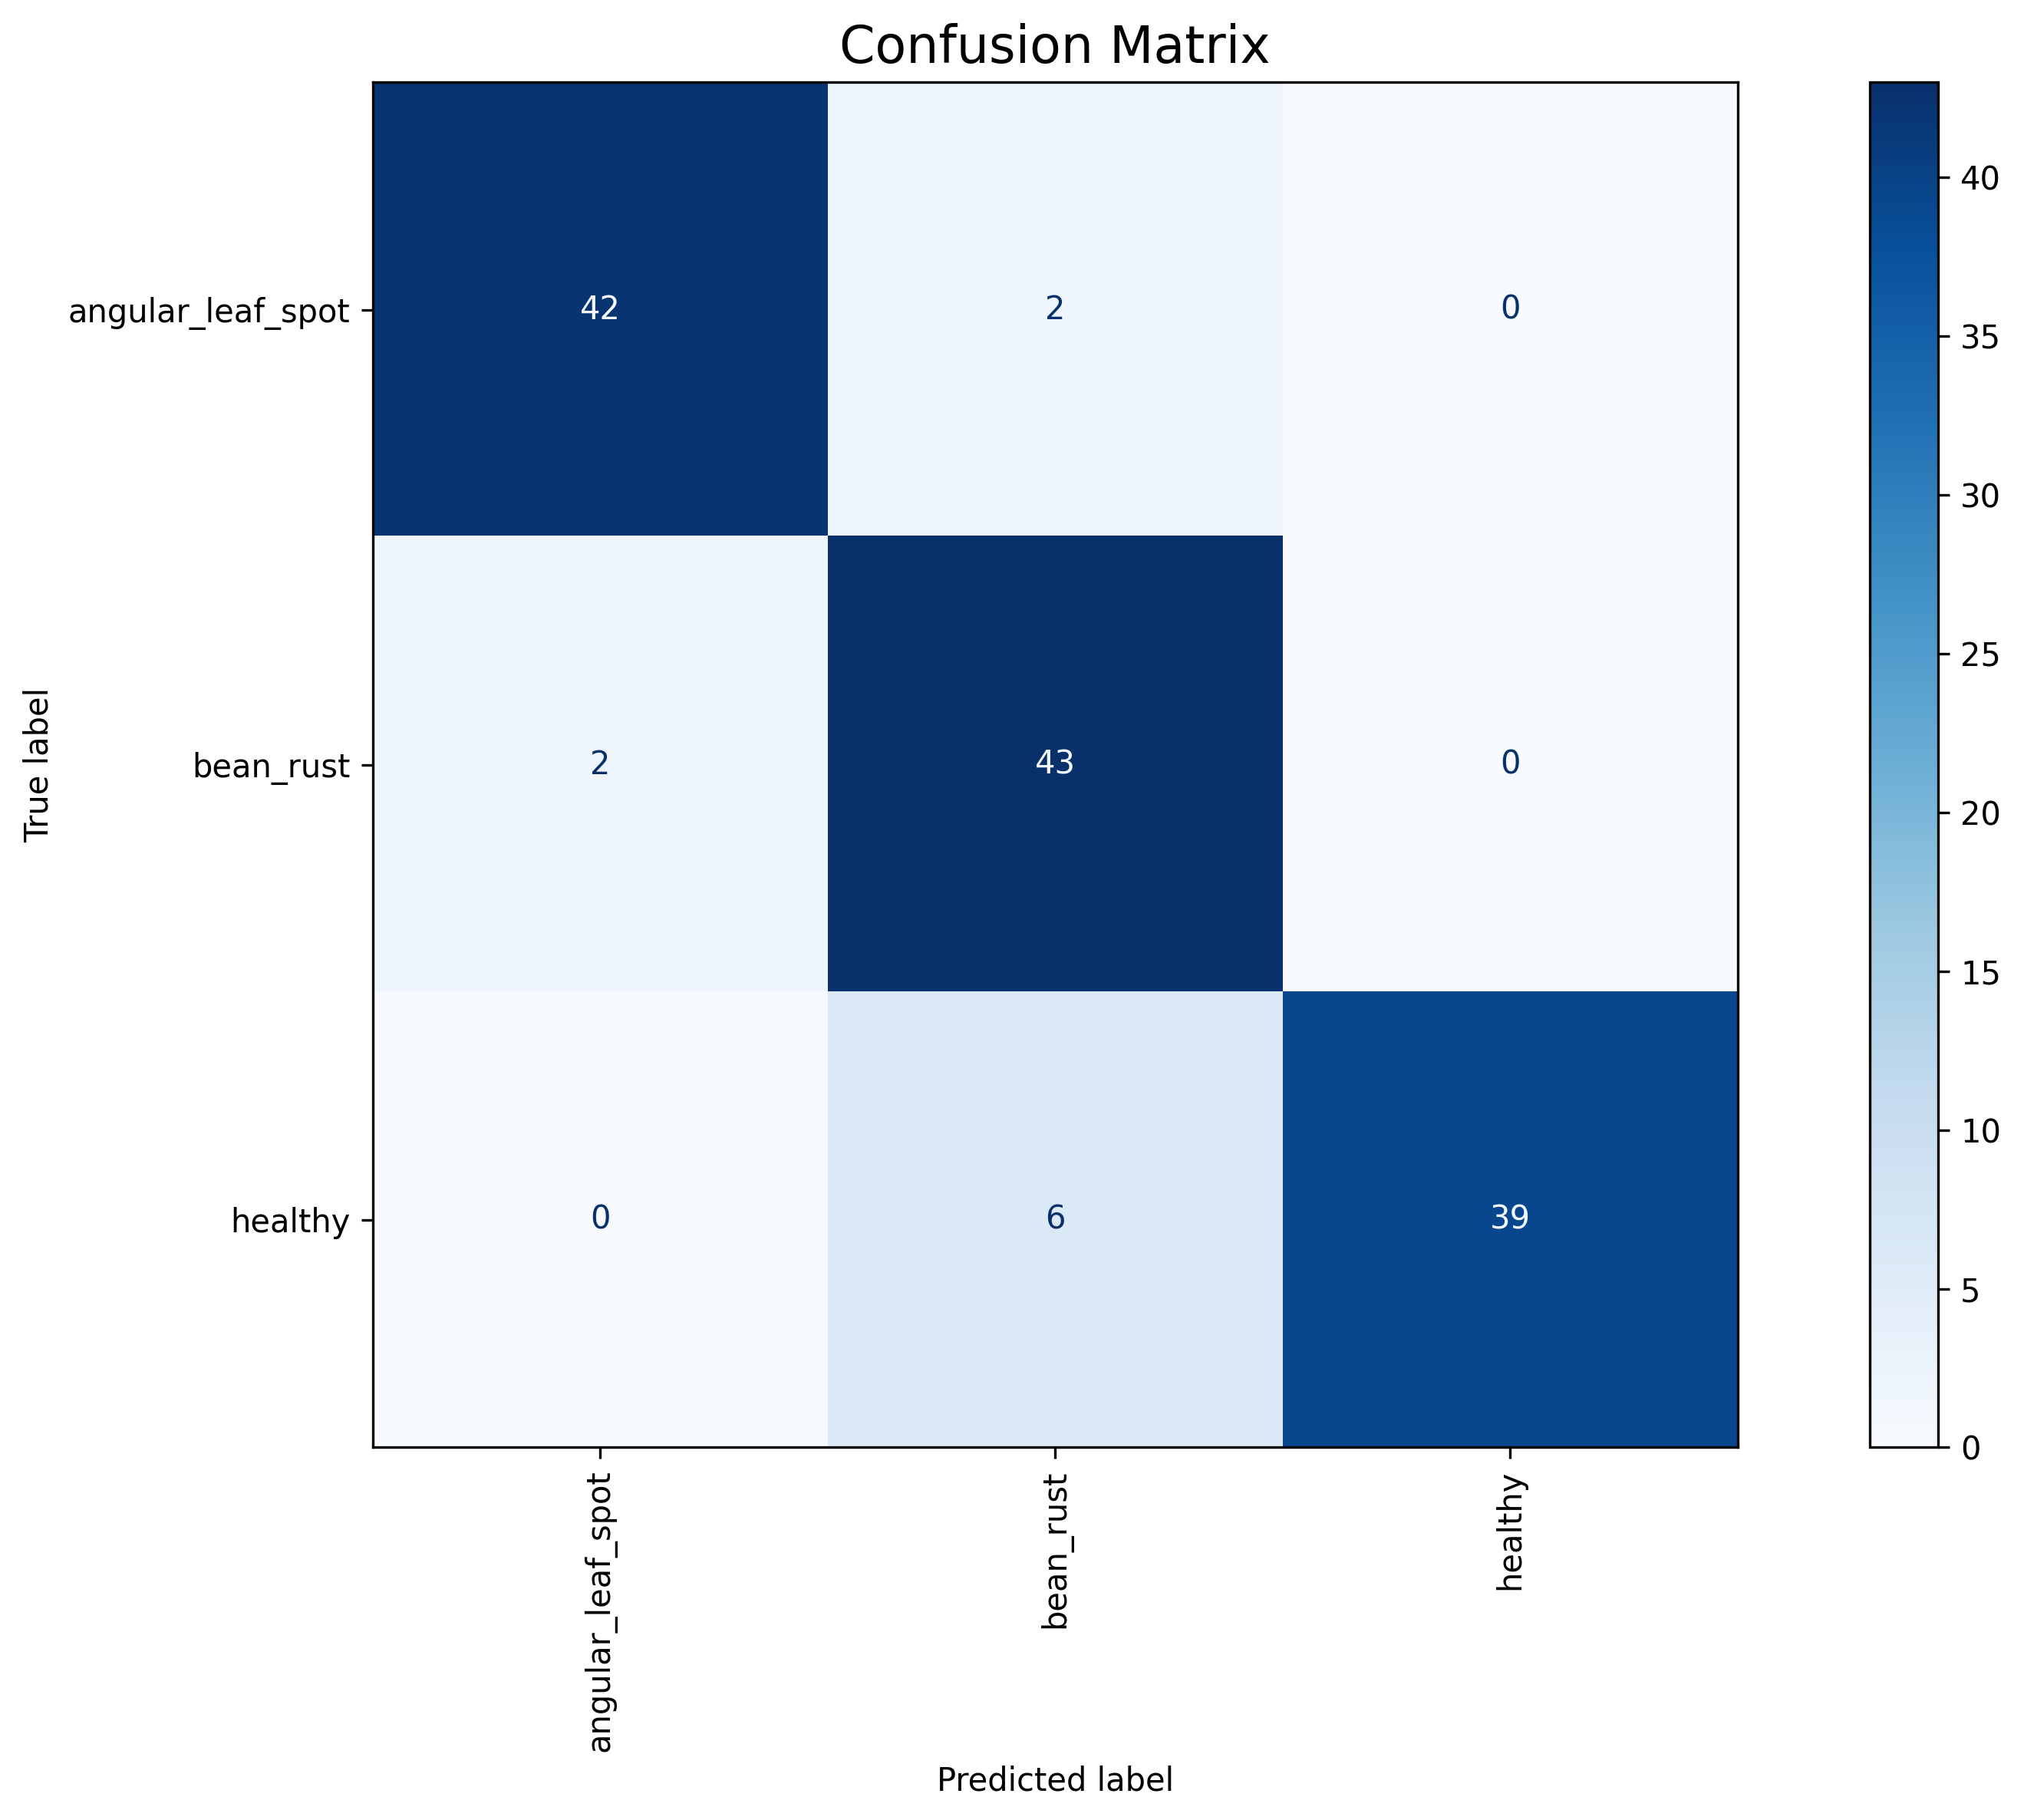 Confusion Matrix
angular_leaf_spot
42
2
0
bean_rust
2
43
0
healthy
0
6
39
True label
angular_leaf_spot
bean_rust
healthy
Predicted label
40
35
30
25
20
15
10
5
0